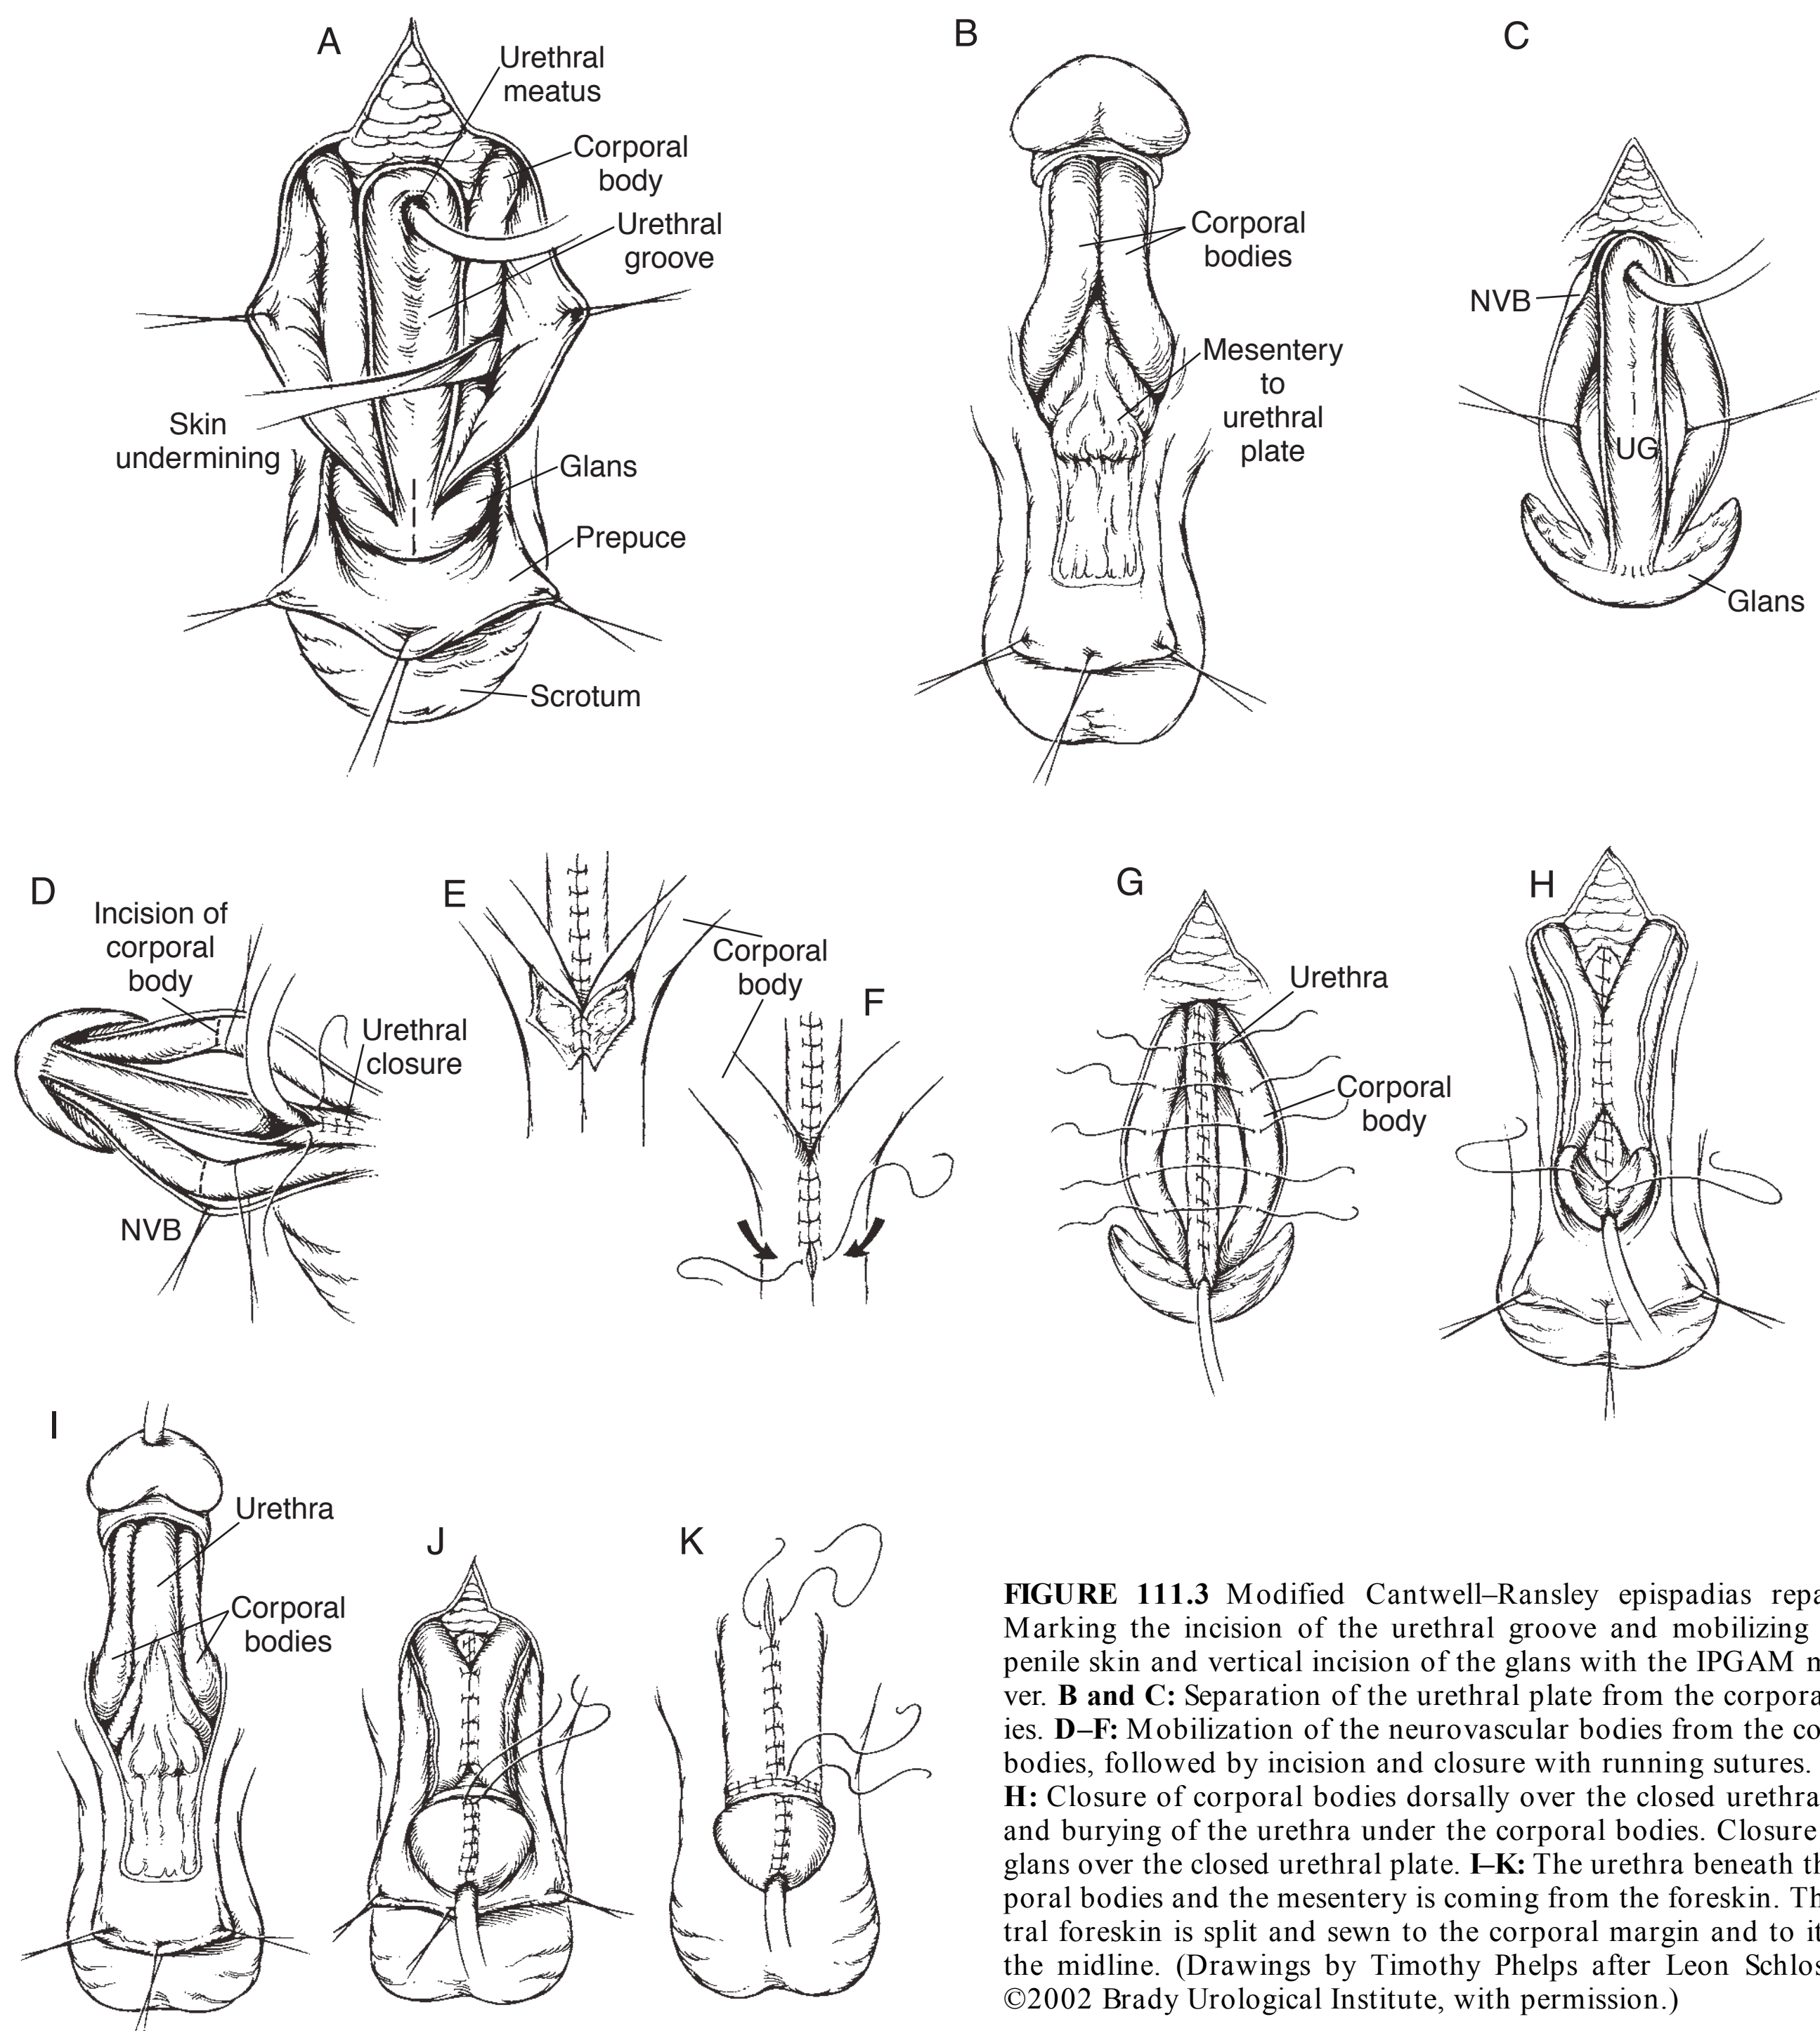 A
Urethral
meatus
Corporal
body
Urethral
groove
Skin
undermining
Glans
Prepuce
Scrotum
B
Corporal
bodies
Mesentery
to
urethral
plate
C
NVB
UG
Glans
D
Incision of
corporal
body
Urethral
closure
NVB
E
Corporal
body
F
G
Urethra
Corporal
body
H
I
Urethra
Corporal
bodies
J
K
FIGURE 111.3 Modified Cantwell–Ransley epispadias repa
Marking the incision of the urethral groove and mobilizing
penile skin and vertical incision of the glans with the IPGAM m
ver. B and C: Separation of the urethral plate from the corpora
ies. D–F: Mobilization of the neurovascular bodies from the co
bodies, followed by incision and closure with running sutures.
H: Closure of corporal bodies dorsally over the closed urethra
and burying of the urethra under the corporal bodies. Closure
glans over the closed urethral plate. I–K: The urethra beneath th
poral bodies and the mesentery is coming from the foreskin. Th
tral foreskin is split and sewn to the corporal margin and to it
the midline. (Drawings by Timothy Phelps after Leon Schlos
©2002 Brady Urological Institute, with permission.)